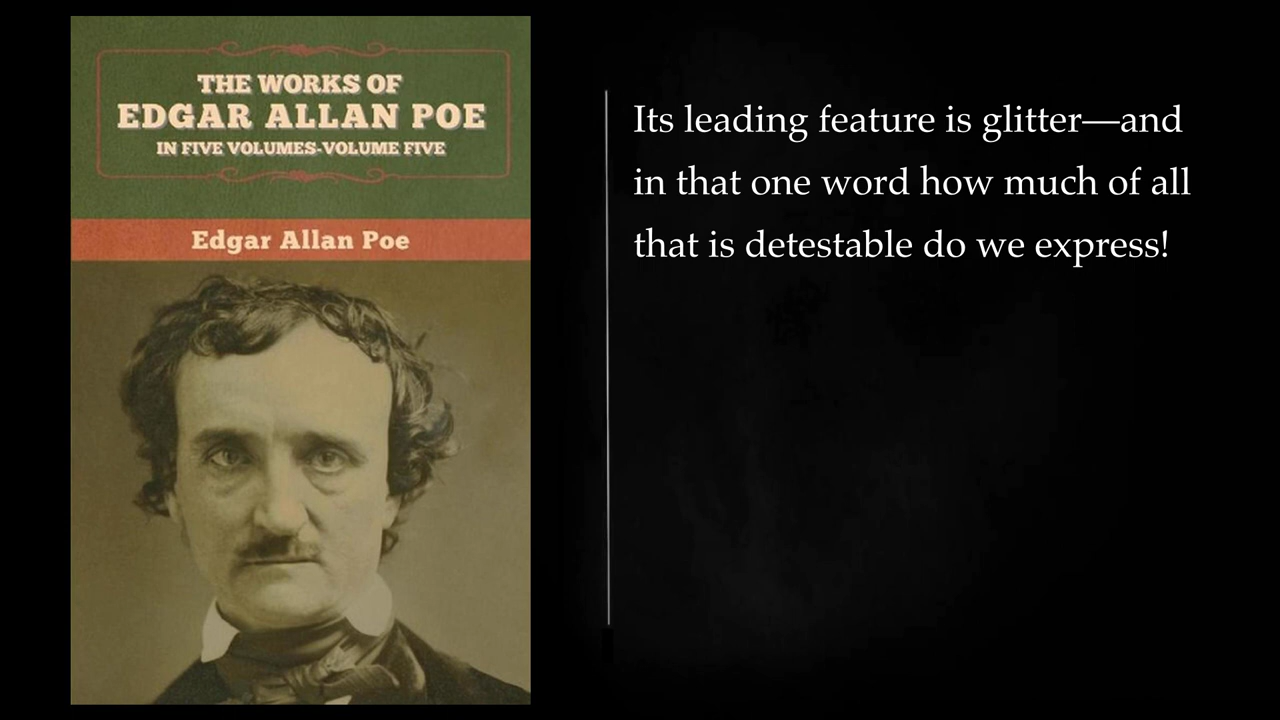 THE WORKS OF
EDGAR ALLAN POE
IN FIVE VOLUMES-VOLUME FIVE
Edgar Allan Poe
Its leading feature is glitter—and
in that one word how much of all
that is detestable do we express!